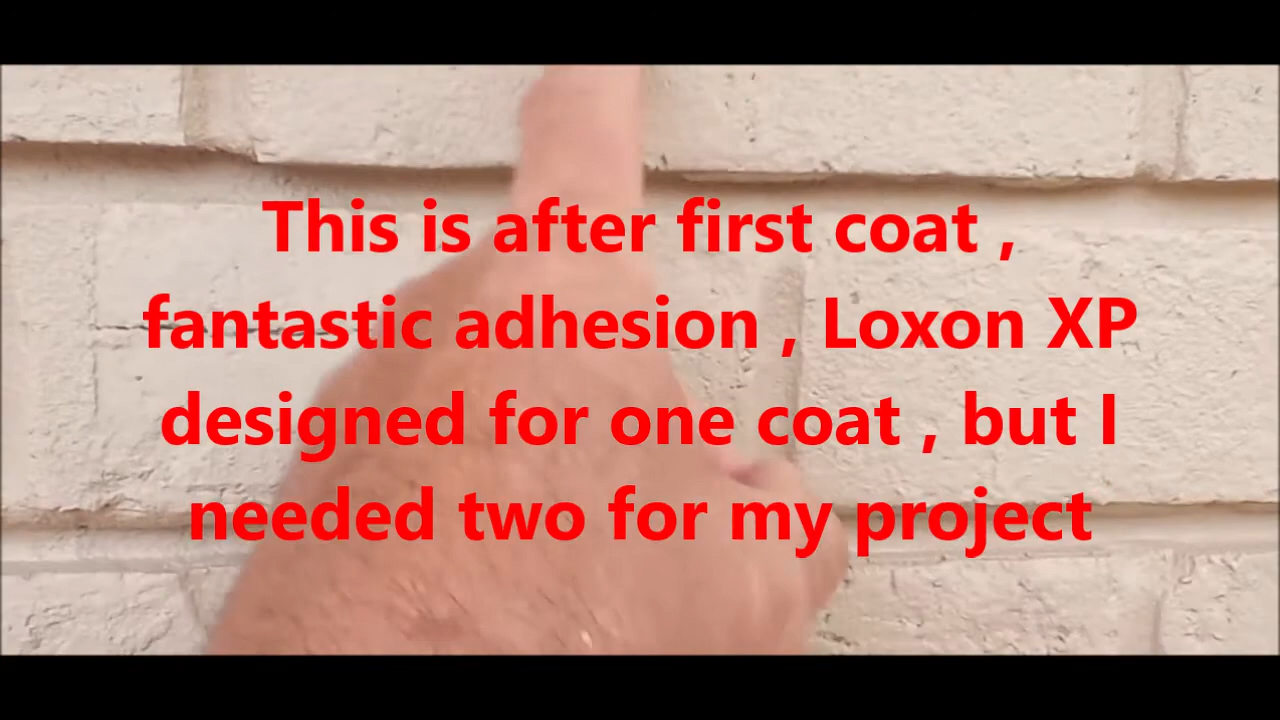 This is after first coat ,
fantastic adhesion , Loxon XP
designed for one coat , but I
needed two for my project